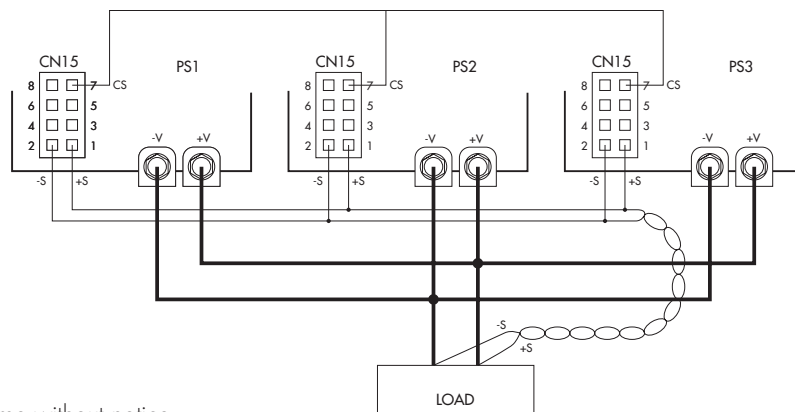 CN15 PS1 CN15 PS2 CN15 PS3
8 7 CS 8 7 CS 8 7 CS
6 5 6 5 6 5
4 3 -V +V 4 3 -V +V 4 3 -V +V
2 1 2 1 2 1
-S +S -S +S -S +S
-S
+S
LOAD